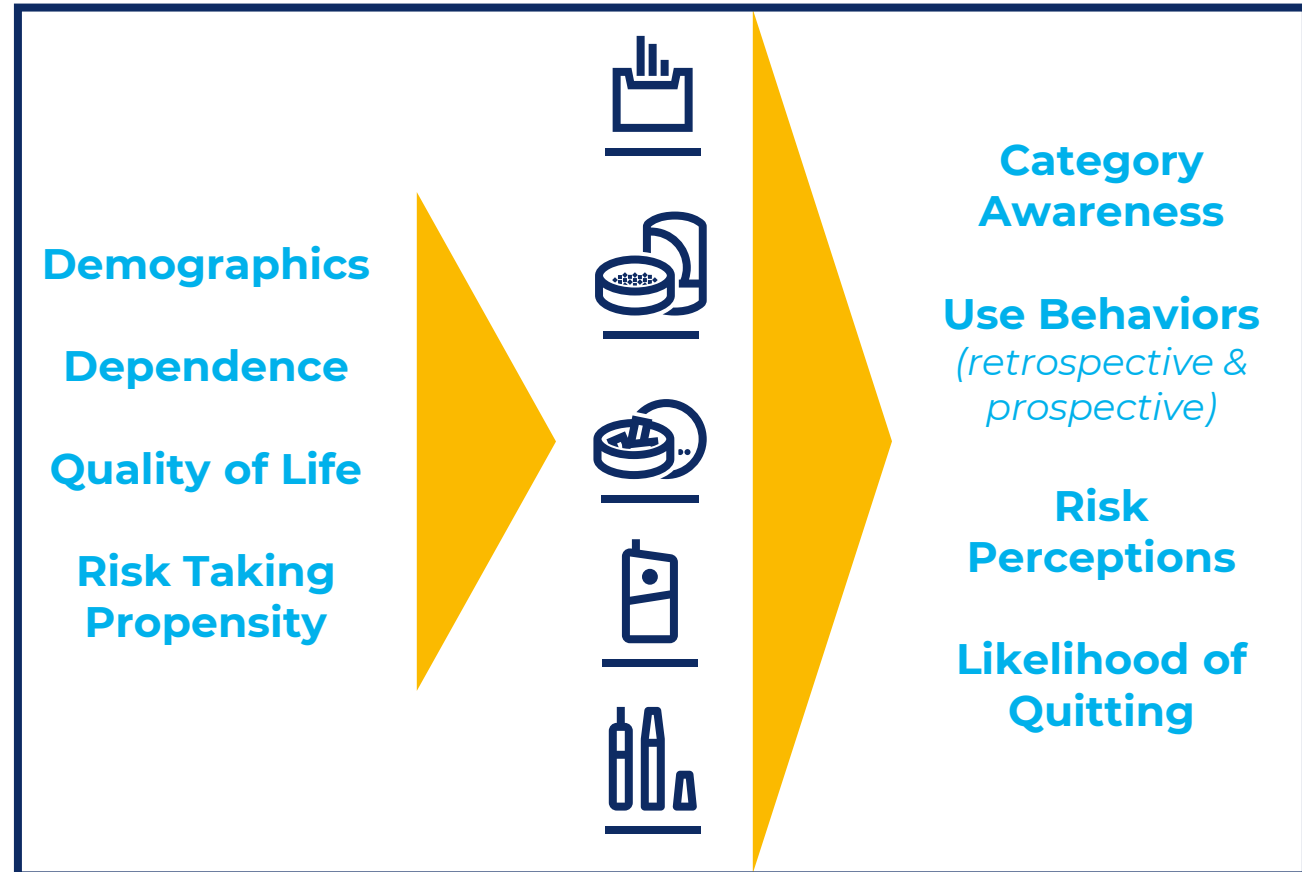 Demographics
Dependence
Quality of Life
Risk Taking
Propensity
Category
Awareness
Use Behaviors
(retrospective &
prospective)
Risk
Perceptions
Likelihood of
Quitting